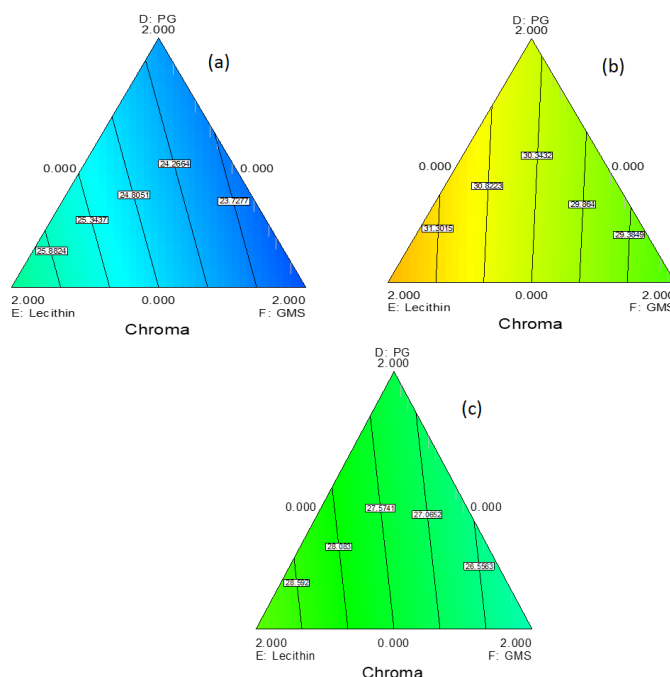 D: PG
2.000
(a)
24.2664
0.000
0.000
24.8051
23.7277
25.3437
25.8824
2.000
0.000
2.000
E: Lecithin
F: GMS
Chroma
D: PG
2.000
(b)
30.3432
0.000
0.000
30.8223
29.864
31.3015
29.3849
2.000
0.000
2.000
E: Lecithin
F: GMS
Chroma
D: PG
2.000
(c)
0.000
0.000
27.5741
27.0652
28.083
26.5563
28.592
2.000
0.000
2.000
E: Lecithin
F: GMS
Chroma